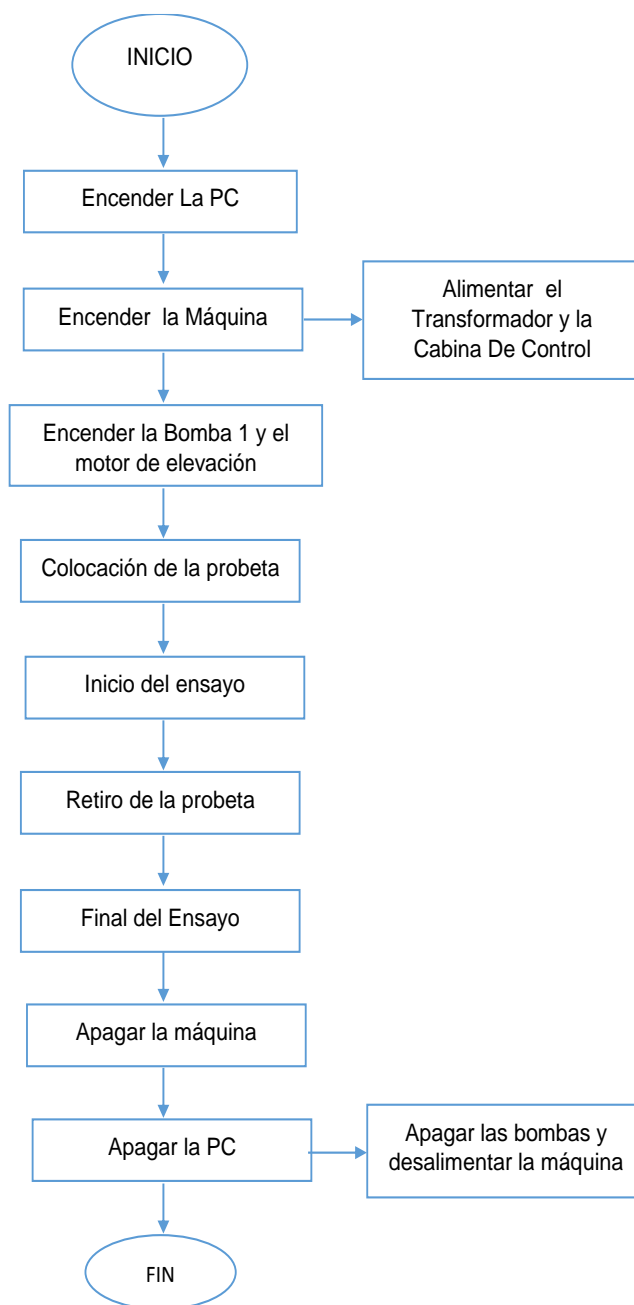 INICIO
Encender La PC
Encender la Máquina
Alimentar el
Transformador y la
Cabina De Control
Encender la Bomba 1 y el
motor de elevación
Colocación de la probeta
Inicio del ensayo
Retiro de la probeta
Final del Ensayo
Apagar la máquina
Apagar la PC
Apagar las bombas y
desalimentar la máquina
FIN